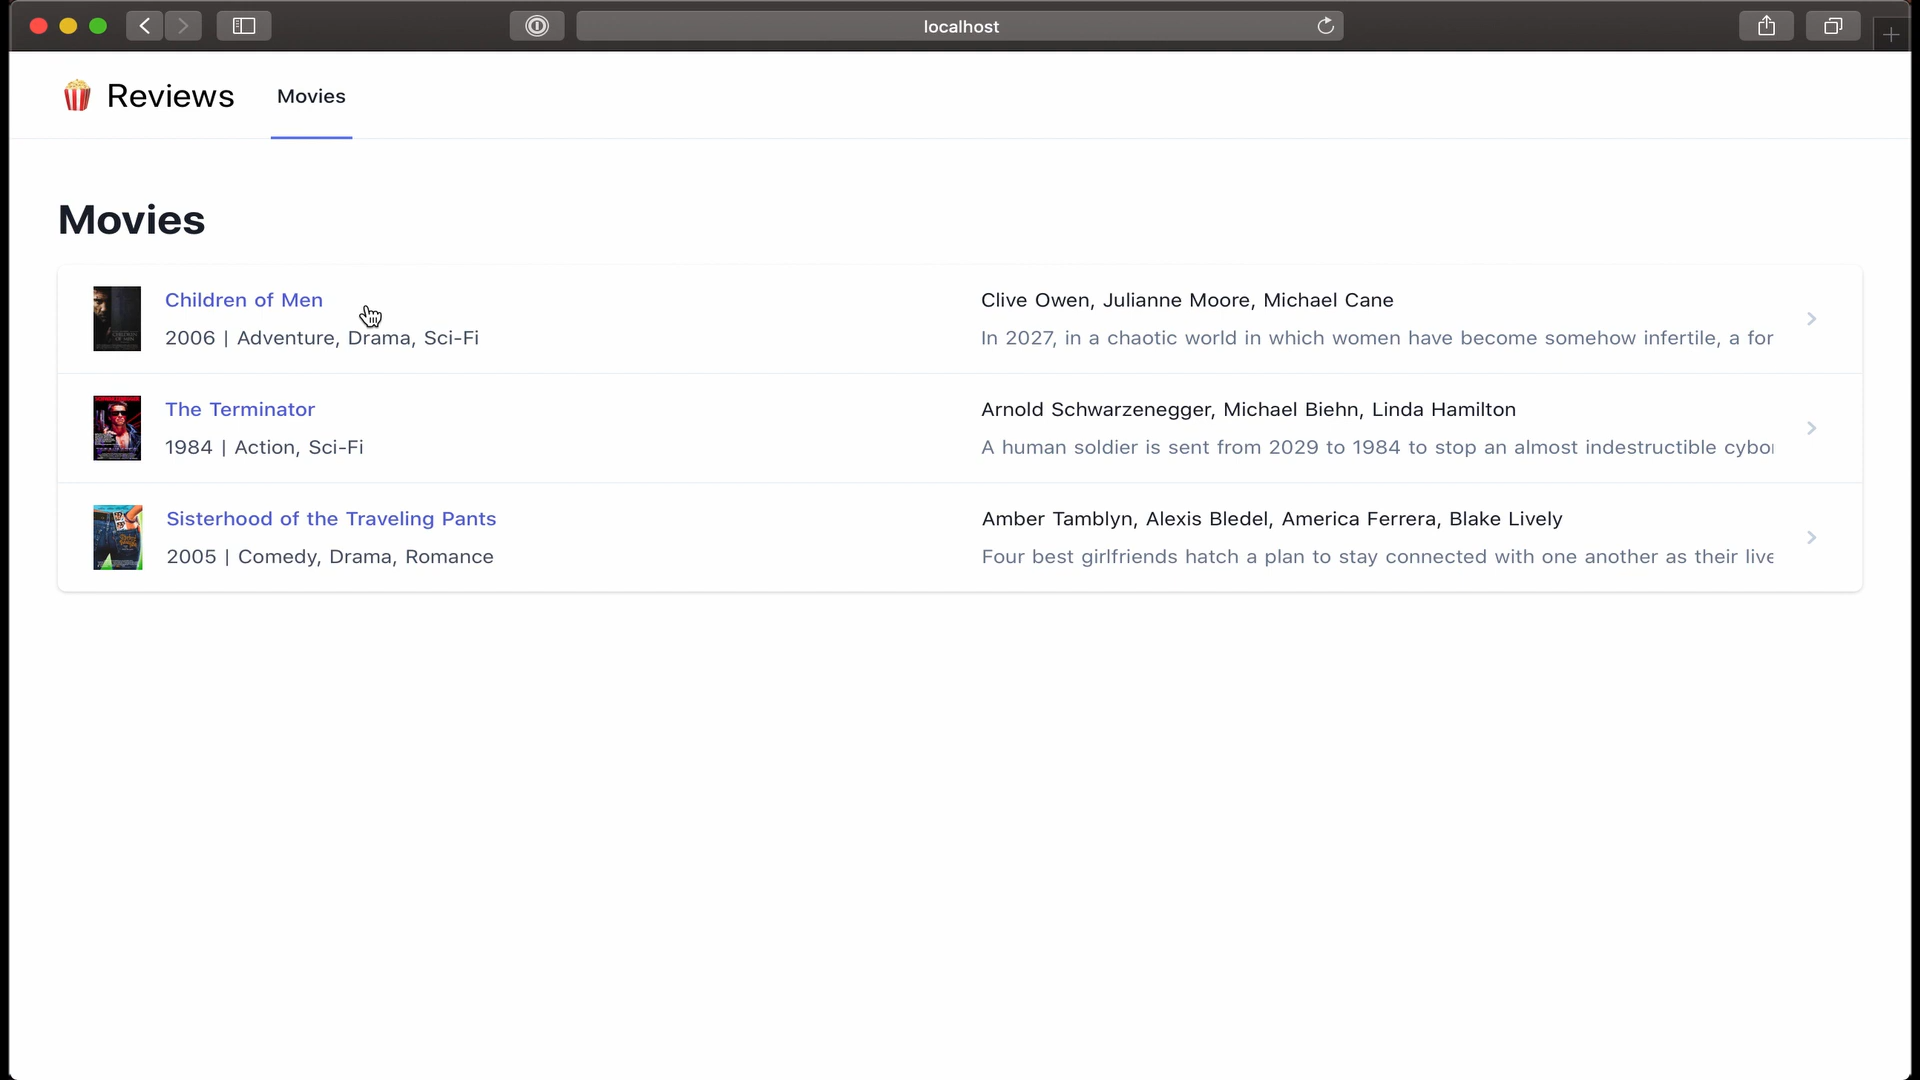 localhost
Reviews
Movies
Movies
Children of Men
Clive Owen, Julianne Moore, Michael Cane
2006 | Adventure, Drama, Sci-Fi
In 2027, in a chaotic world in which women have become somehow infertile, a for
The Terminator
Arnold Schwarzenegger, Michael Biehn, Linda Hamilton
1984 | Action, Sci-Fi
A human soldier is sent from 2029 to 1984 to stop an almost indestructible cybor
Sisterhood of the Traveling Pants
Amber Tamblyn, Alexis Bledel, America Ferrera, Blake Lively
2005 | Comedy, Drama, Romance
Four best girlfriends hatch a plan to stay connected with one another as their live